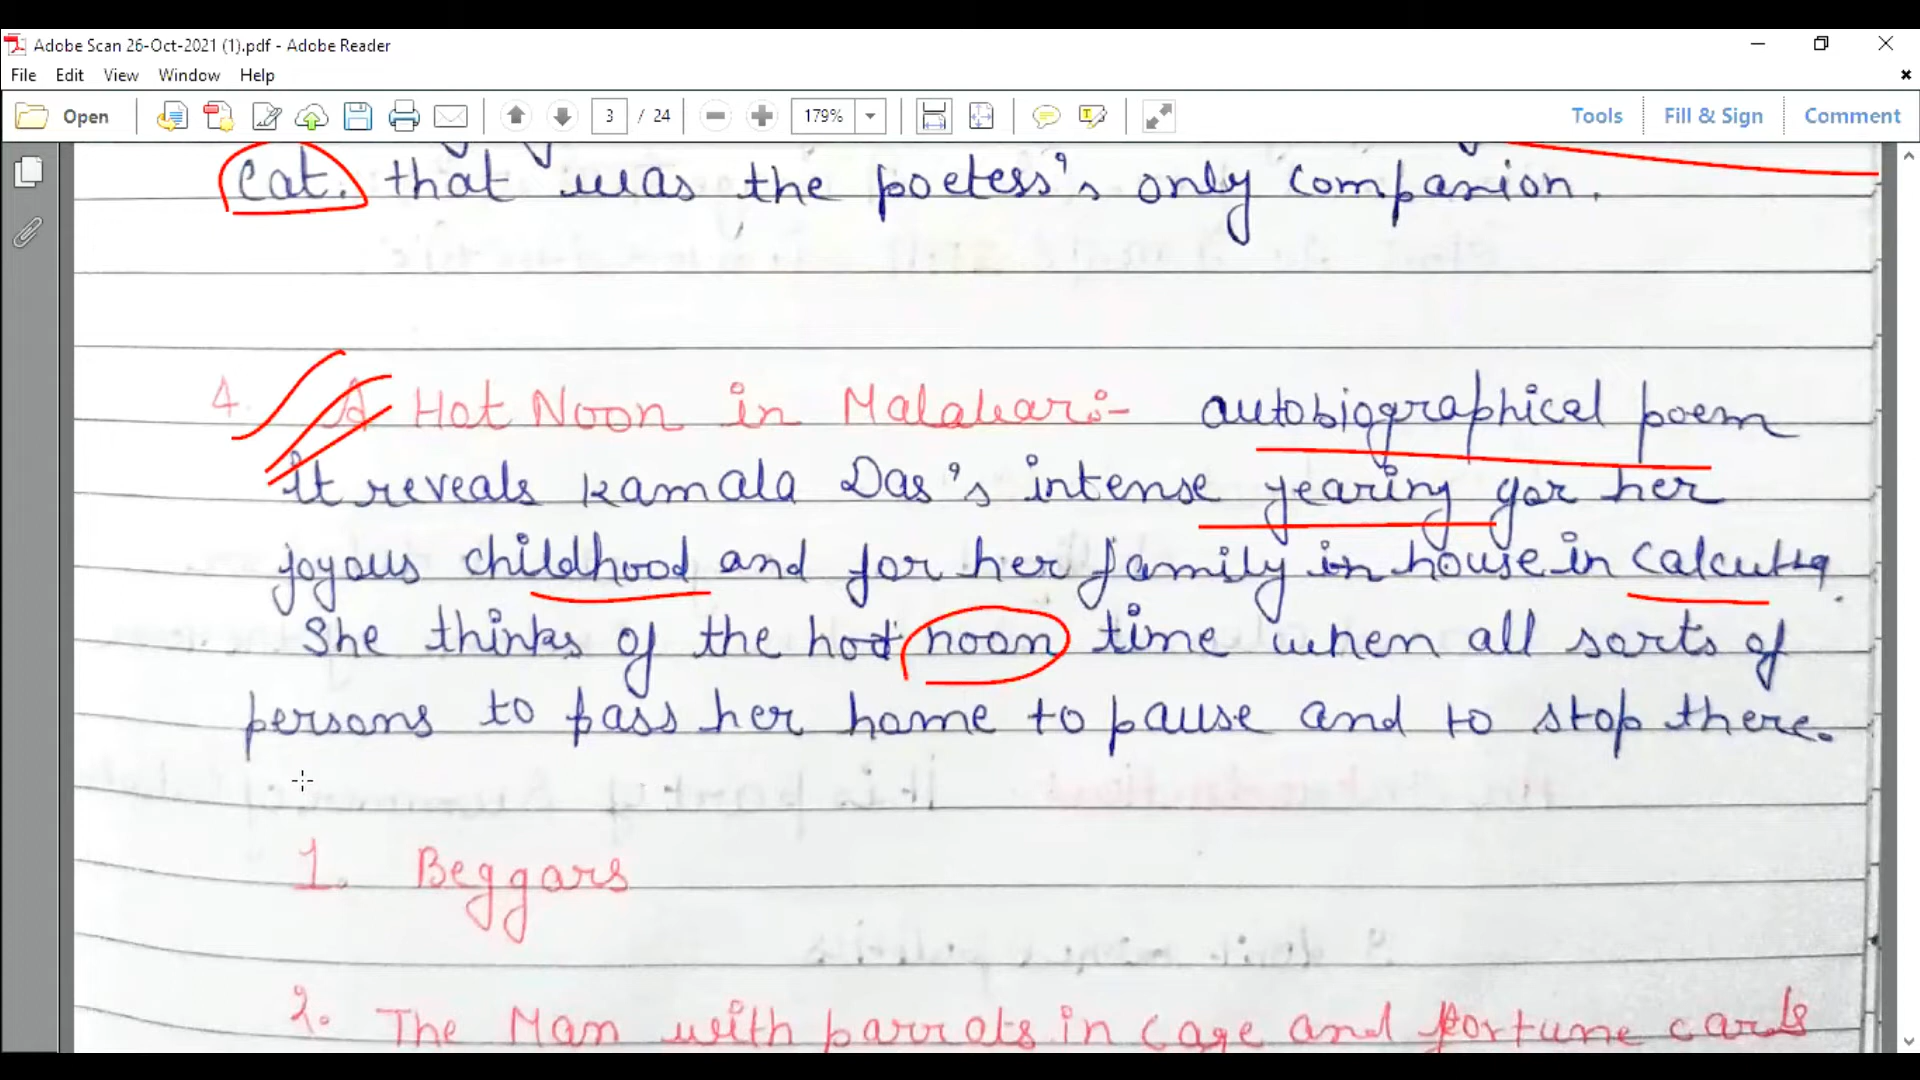 Adobe Scan 26-Oct-2021 (1).pdf - Adobe Reader
File Edit View Window Help
Open 3 / 24 179% Tools Fill & Sign Comment
Cat. that was the poetess's only companion.
4. A Hot Noon in Malabar:- autobiographical poem
it reveals kamala Das's intense yearing for her
joyous childhood and for her family in house in calcutta.
She thinks of the hot noon time when all sorts of
persons to pass her home to pause and to stop there.
1. Beggars
2. The Man with parrots in cage and fortune cards